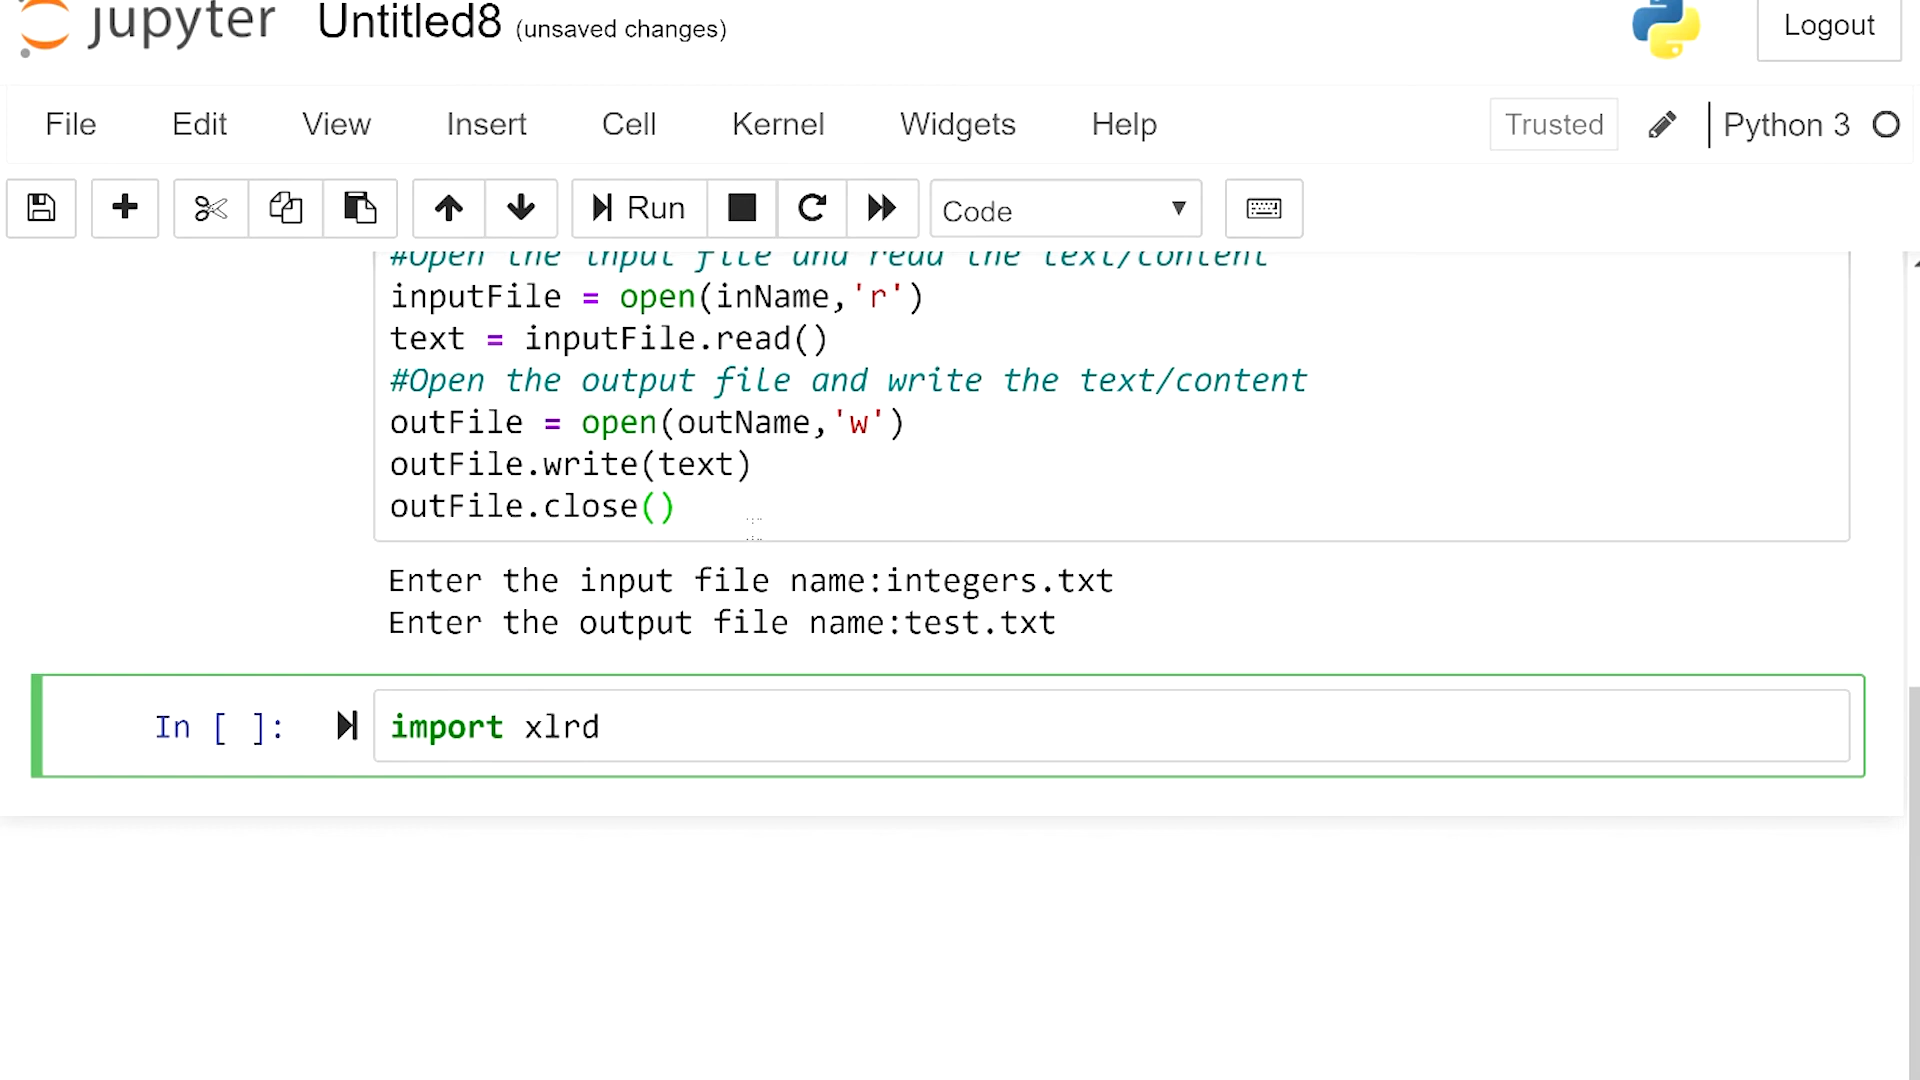 jupyter Untitled8 (unsaved changes) Logout
File Edit View Insert Cell Kernel Widgets Help Trusted Python 3
Run Code
#Open the input file and read the text/content
inputFile = open(inName,'r')
text = inputFile.read()
#Open the output file and write the text/content
outFile = open(outName,'w')
outFile.write(text)
outFile.close()
Enter the input file name:integers.txt
Enter the output file name:test.txt
In [ ]: import xlrd